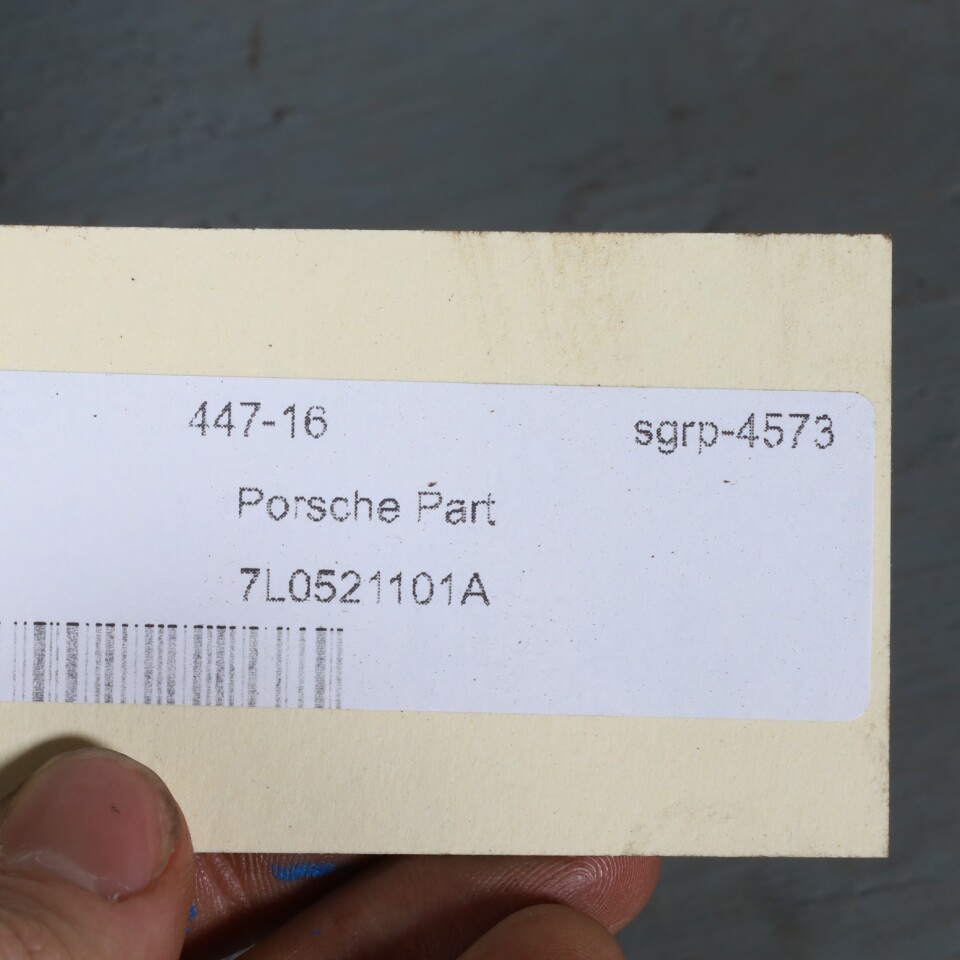 447-16 sgrp-4573
Porsche Part
7L0521101A